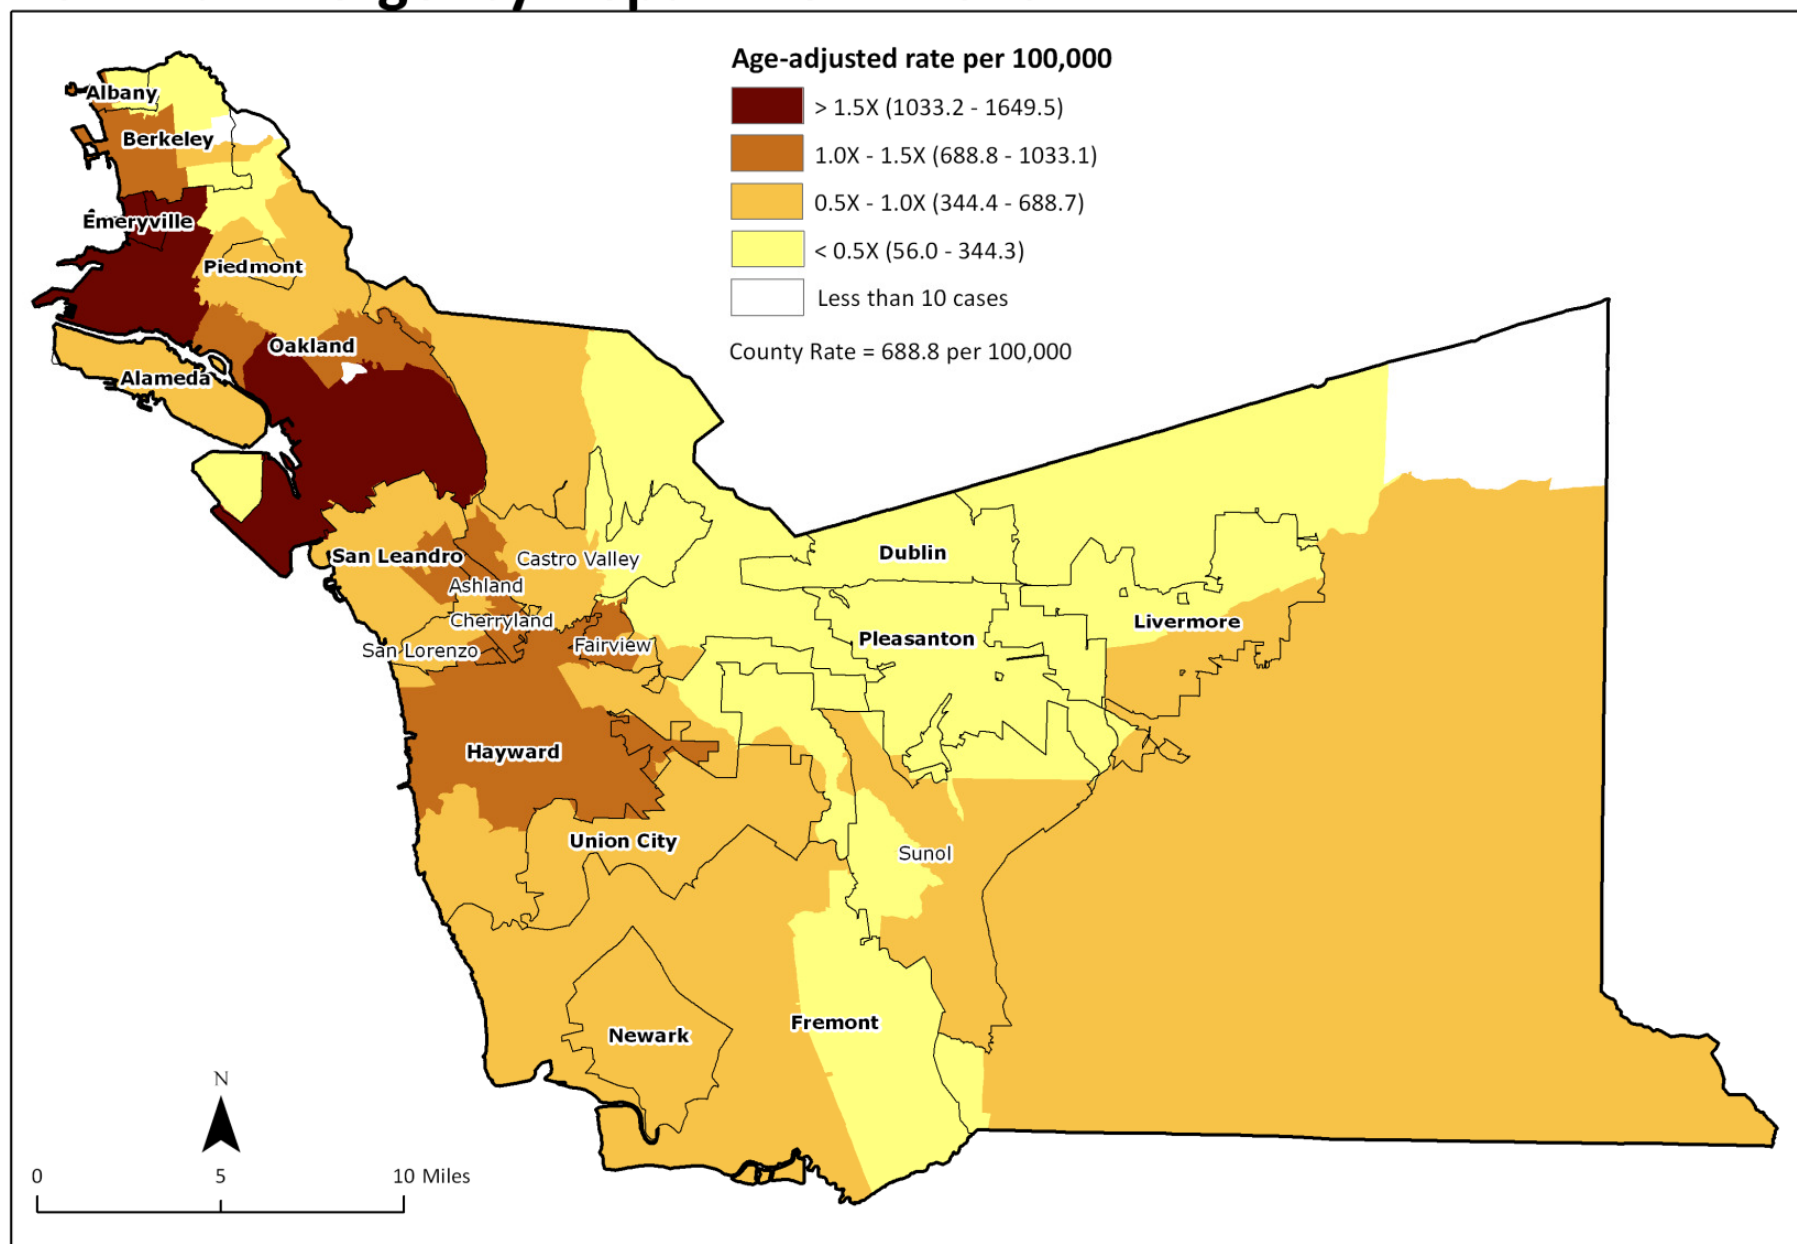 Age-adjusted rate per 100,000
> 1.5X (1033.2 - 1649.5)
1.0X - 1.5X (688.8 - 1033.1)
0.5X - 1.0X (344.4 - 688.7)
< 0.5X (56.0 - 344.3)
Less than 10 cases
County Rate = 688.8 per 100,000
Albany
Berkeley
Emeryville
Piedmont
Oakland
Alameda
San Leandro
Castro Valley
Ashland
Cherryland
San Lorenzo
Fairview
Dublin
Pleasanton
Livermore
Hayward
Union City
Sunol
Fremont
Newark
N
0 5 10 Miles